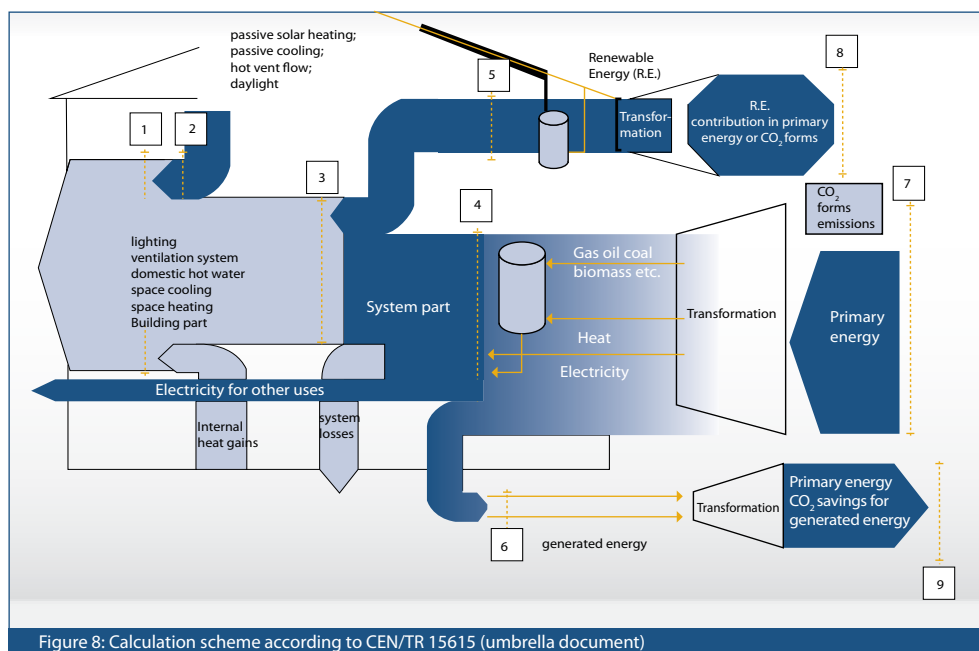 passive solar heating;
passive cooling;
hot vent flow;
daylight
1
2
3
4
5
Renewable
Energy (R.E.)
Transfor-
mation
R.E.
contribution in primary
energy or CO₂ forms
8
7
CO₂
forms
emissions
lighting
ventilation system
domestic hot water
space cooling
space heating
Building part
System part
Gas oil coal
biomass etc.
Heat
Electricity
Transformation
Primary
energy
Electricity for other uses
Internal
heat gains
system
losses
6
generated energy
Transformation
Primary energy
CO₂ savings for
generated energy
9
Figure 8: Calculation scheme according to CEN/TR 15615 (umbrella document)